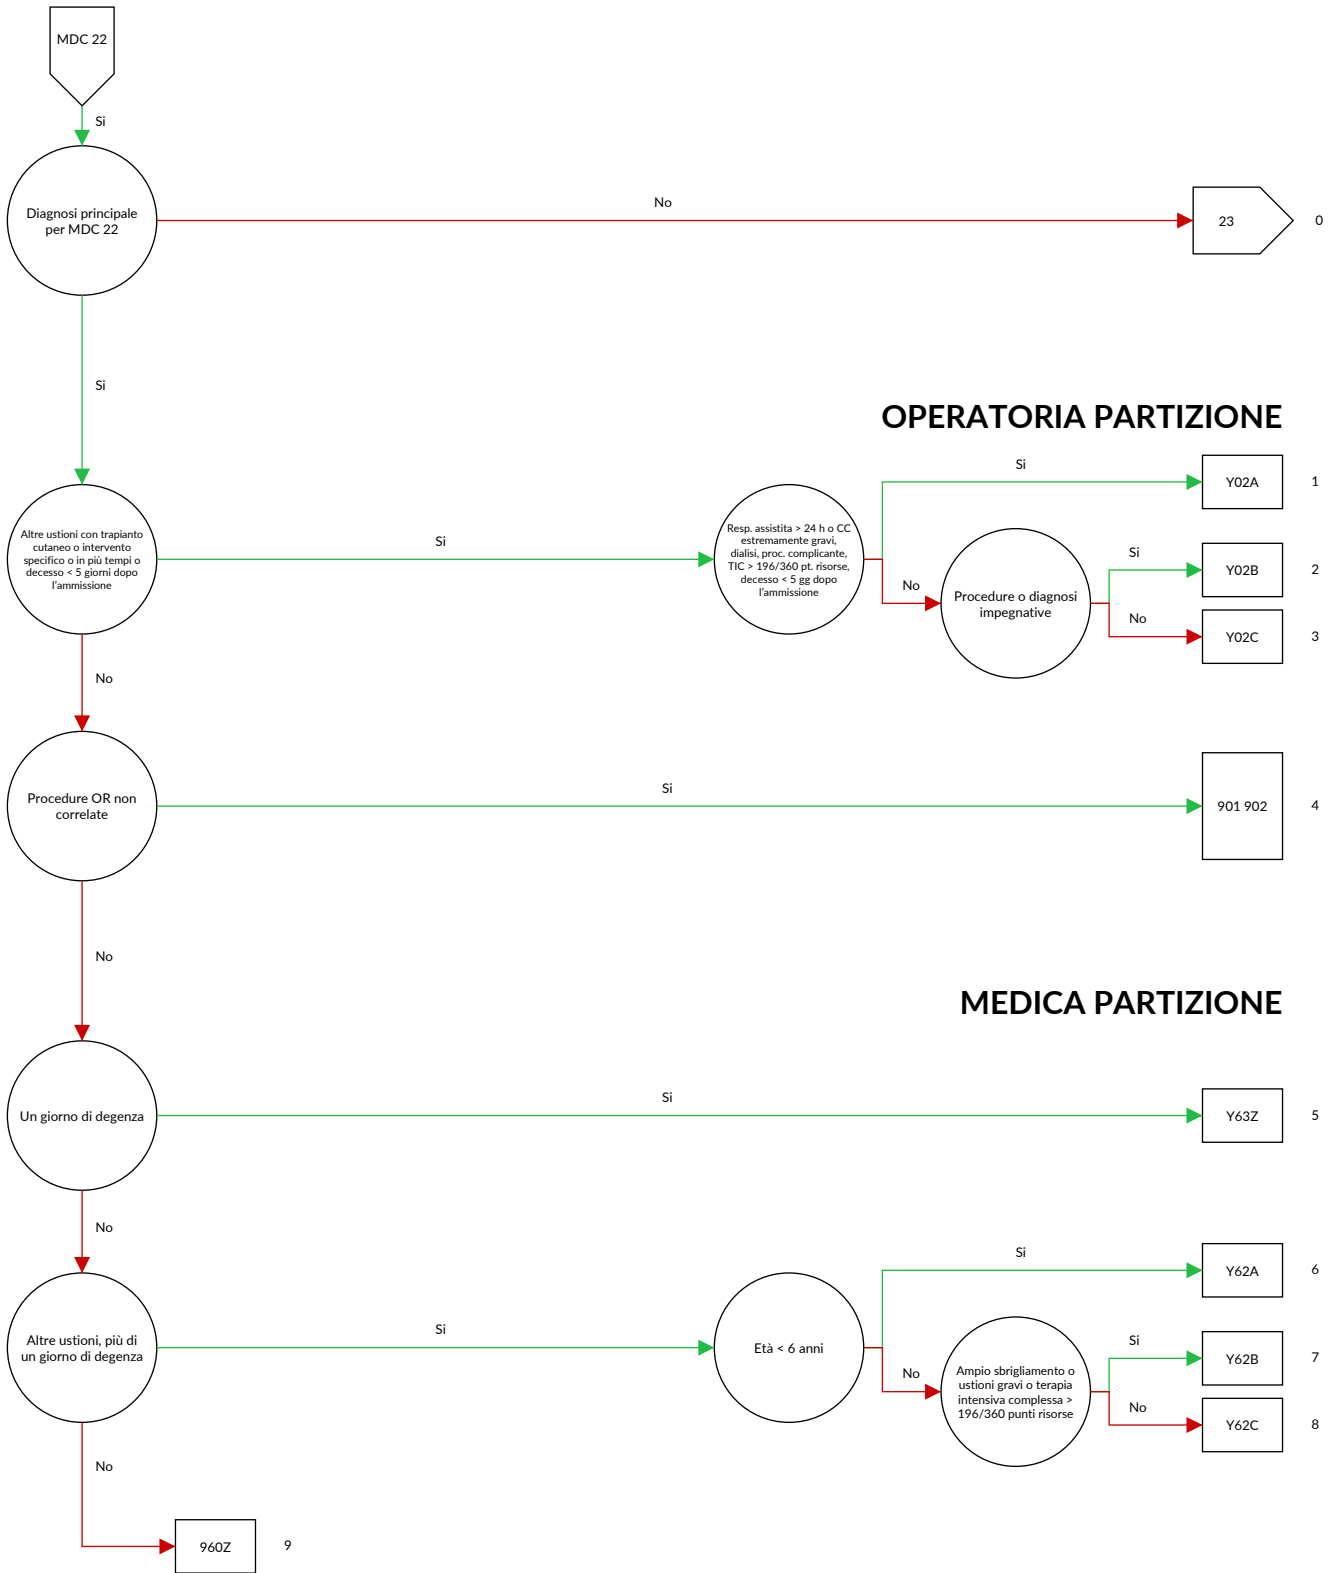 MDC 22
Si
Diagnosi principale
per MDC 22
No
23
0
Si
OPERATORIA PARTIZIONE
Altre ustioni con trapianto
cutaneo o intervento
specifico o in più tempi o
decesso < 5 giorni dopo
l'ammissione
Si
Resp. assistita > 24 h o CC
estremamente gravi,
dialisi, proc. complicante,
TIC > 196/360 pt. risorse,
decesso < 5 gg dopo
l'ammissione
Si
Y02A
1
No
Procedure o diagnosi
impegnative
Si
Y02B
2
No
Y02C
3
No
Procedure OR non
correlate
Si
901 902
4
No
MEDICA PARTIZIONE
Un giorno di degenza
Si
Y63Z
5
No
Altre ustioni, più di
un giorno di degenza
Si
Età < 6 anni
Si
Y62A
6
No
Ampio sbrigliamento o
ustioni gravi o terapia
intensiva complessa >
196/360 punti risorse
Si
Y62B
7
No
Y62C
8
No
960Z
9